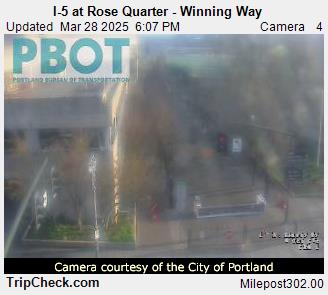 I-5 at Rose Quarter - Winning Way
Updated Mar 28 2025 6:07 PM Camera 4
PBOT
PORTLAND BUREAU OF TRANSPORTATION
Camera courtesy of the City of Portland
TripCheck.com Milepost302.00